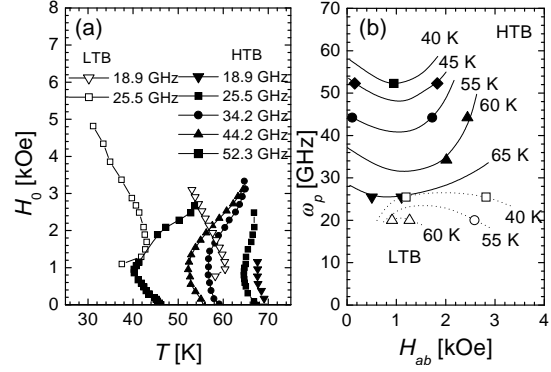 (a)
LTB
18.9 GHz
25.5 GHz
HTB
18.9 GHz
25.5 GHz
34.2 GHz
44.2 GHz
52.3 GHz
H0 [kOe]
8
7
6
5
4
3
2
1
0
30 40 50 60 70
T [K]
(b)
HTB
40 K
45 K
55 K
60 K
65 K
40 K
55 K
60 K
LTB
ωp [GHz]
60
50
40
30
20
10
0
0 1 2 3 4
Hab [kOe]